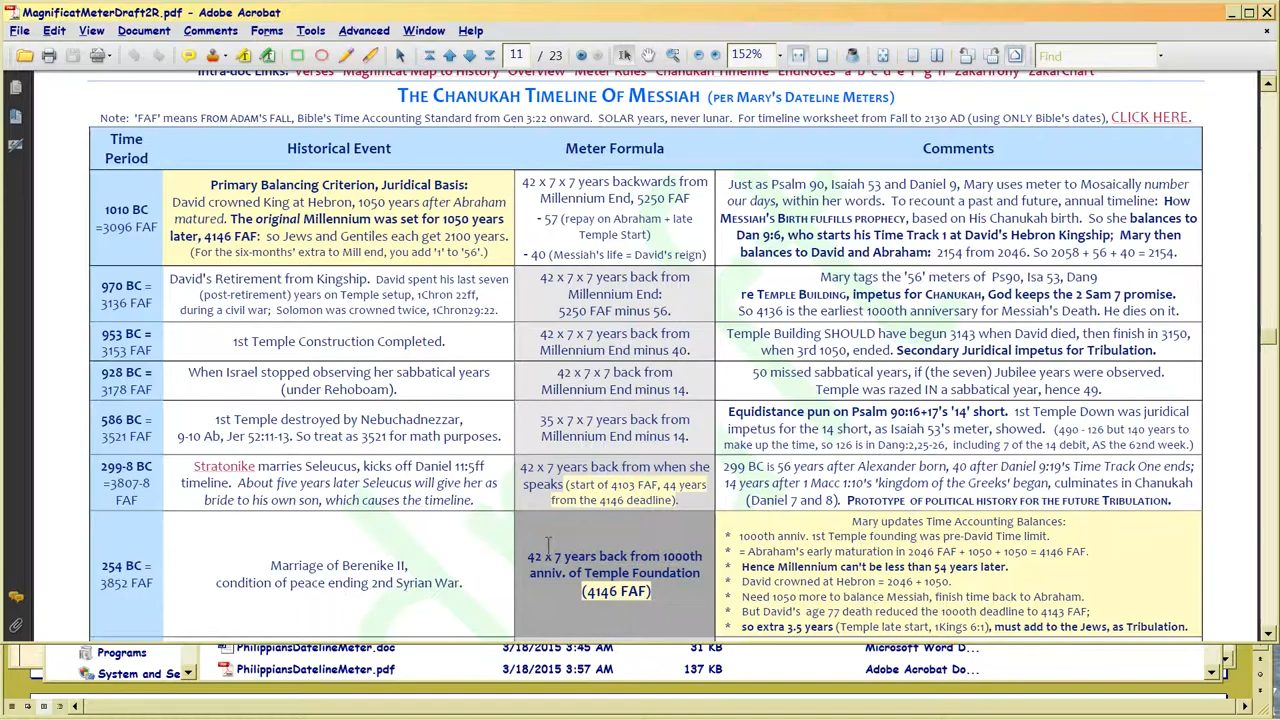 MagnificatMeterDraft2R.pdf - Adobe Acrobat
File Edit View Document Comments Forms Tools Advanced Window Help
11 / 23 152% Find
Intra-doc Links: Verses Magnificat Map to History Overview Meter Rules Chanukah Timeline EndNotes a b c d e f g h ZakarIrony ZakarChart
THE CHANUKAH TIMELINE OF MESSIAH (PER MARY'S DATELINE METERS)
Note: 'FAF' means FROM ADAM'S FALL, Bible's Time Accounting Standard from Gen 3:22 onward. SOLAR years, never lunar. For timeline worksheet from Fall to 2130 AD (using ONLY Bible's dates), CLICK HERE.
Time Period
Historical Event
Meter Formula
Comments
1010 BC
=3096 FAF
Primary Balancing Criterion, Juridical Basis:
David crowned King at Hebron, 1050 years after Abraham
matured. The original Millennium was set for 1050 years
later, 4146 FAF: so Jews and Gentiles each get 2100 years.
(For the six-months' extra to Mill end, you add '1' to '56'.)
42 x 7 x 7 years backwards from
Millennium End, 5250 FAF
- 57 (repay on Abraham + late
Temple Start)
- 40 (Messiah's life = David's reign)
Just as Psalm 90, Isaiah 53 and Daniel 9, Mary uses meter to Mosaically number
our days, within her words. To recount a past and future, annual timeline: How
MESSIAH'S BIRTH FULFILLS PROPHECY, based on His Chanukah birth. So she balances to
Dan 9:6, who starts his Time Track 1 at David's Hebron Kingship; Mary then
balances to David and Abraham: 2154 from 2046. So 2058 + 56 + 40 = 2154.
970 BC =
3136 FAF
David's Retirement from Kingship. David spent his last seven
(post-retirement) years on Temple setup, 1Chron 22ff,
during a civil war; Solomon was crowned twice, 1Chron29:22.
42 x 7 x 7 years back from
Millennium End:
5250 FAF minus 56.
Mary tags the '56' meters of Ps90, Isa 53, Dan9
re TEMPLE BUILDING, IMPETUS FOR CHANUKAH, God keeps the 2 Sam 7 promise.
So 4136 is the earliest 1000th anniversary for Messiah's Death. He dies on it.
953 BC =
3153 FAF
1st Temple Construction Completed.
42 x 7 x 7 years back from
Millennium End minus 40.
Temple Building SHOULD have begun 3143 when David died, then finish in 3150,
when 3rd 1050, ended. Secondary Juridical impetus for Tribulation.
928 BC =
3178 FAF
When Israel stopped observing her sabbatical years
(under Rehoboam).
42 x 7 x 7 back from
Millennium End minus 14.
50 missed sabbatical years, if (the seven) Jubilee years were observed.
Temple was razed IN a sabbatical year, hence 49.
586 BC =
3521 FAF
1st Temple destroyed by Nebuchadnezzar,
9-10 Ab, Jer 52:11-13. So treat as 3521 for math purposes.
35 x 7 x 7 years back from
Millennium End minus 14.
Equidistance pun on Psalm 90:16+17's '14' short. 1st Temple Down was juridical
impetus for the 14 short, as Isaiah 53's meter, showed. (490 - 126 but 140 years to
make up the time, so 126 is in Dan9:2,25-26, including 7 of the 14 debit, AS the 62nd week.)
299-8 BC
=3807-8
FAF
Stratonike marries Seleucus, kicks off Daniel 11:5ff
timeline. About five years later Seleucus will give her as
bride to his own son, which causes the timeline.
42 x 7 years back from when she
speaks (start of 4103 FAF, 44 years
from the 4146 deadline).
299 BC is 56 years after Alexander born, 40 after Daniel 9:19's Time Track One ends;
14 years after 1 Macc 1:10's 'kingdom of the Greeks' began, culminates in Chanukah
(Daniel 7 and 8). PROTOTYPE OF POLITICAL HISTORY FOR THE FUTURE TRIBULATION.
254 BC =
3852 FAF
Marriage of Berenike II,
condition of peace ending 2nd Syrian War.
42 x 7 years back from 1000th
anniv. of Temple Foundation
(4146 FAF)
Mary updates Time Accounting Balances:
* 1000th anniv. 1st Temple founding was pre-David Time limit.
* = Abraham's early maturation in 2046 FAF + 1050 + 1050 = 4146 FAF.
* Hence Millennium can't be less than 54 years later.
* David crowned at Hebron = 2046 + 1050.
* Need 1050 more to balance Messiah, finish time back to Abraham.
* But David's age 77 death reduced the 1000th deadline to 4143 FAF;
* so extra 3.5 years (Temple late start, 1Kings 6:1), must add to the Jews, as Tribulation.
Programs
System and Se
PhilippiansDatelineMeter.doc 3/18/2015 3:45 AM 31 KB Microsoft Word D...
PhilippiansDatelineMeter.pdf 3/18/2015 3:57 AM 137 KB Adobe Acrobat Do...